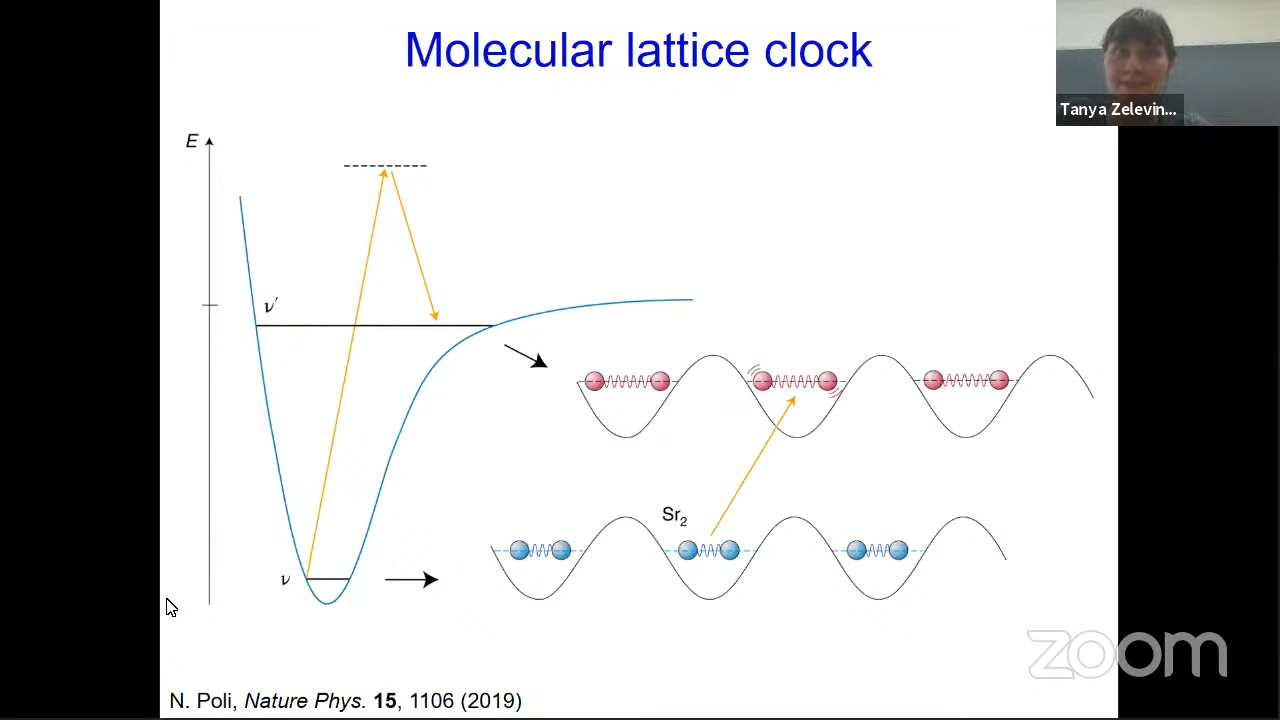 Molecular lattice clock
Tanya Zelevin...
E
ν′
Sr₂
ν
zoom
N. Poli, Nature Phys. 15, 1106 (2019)